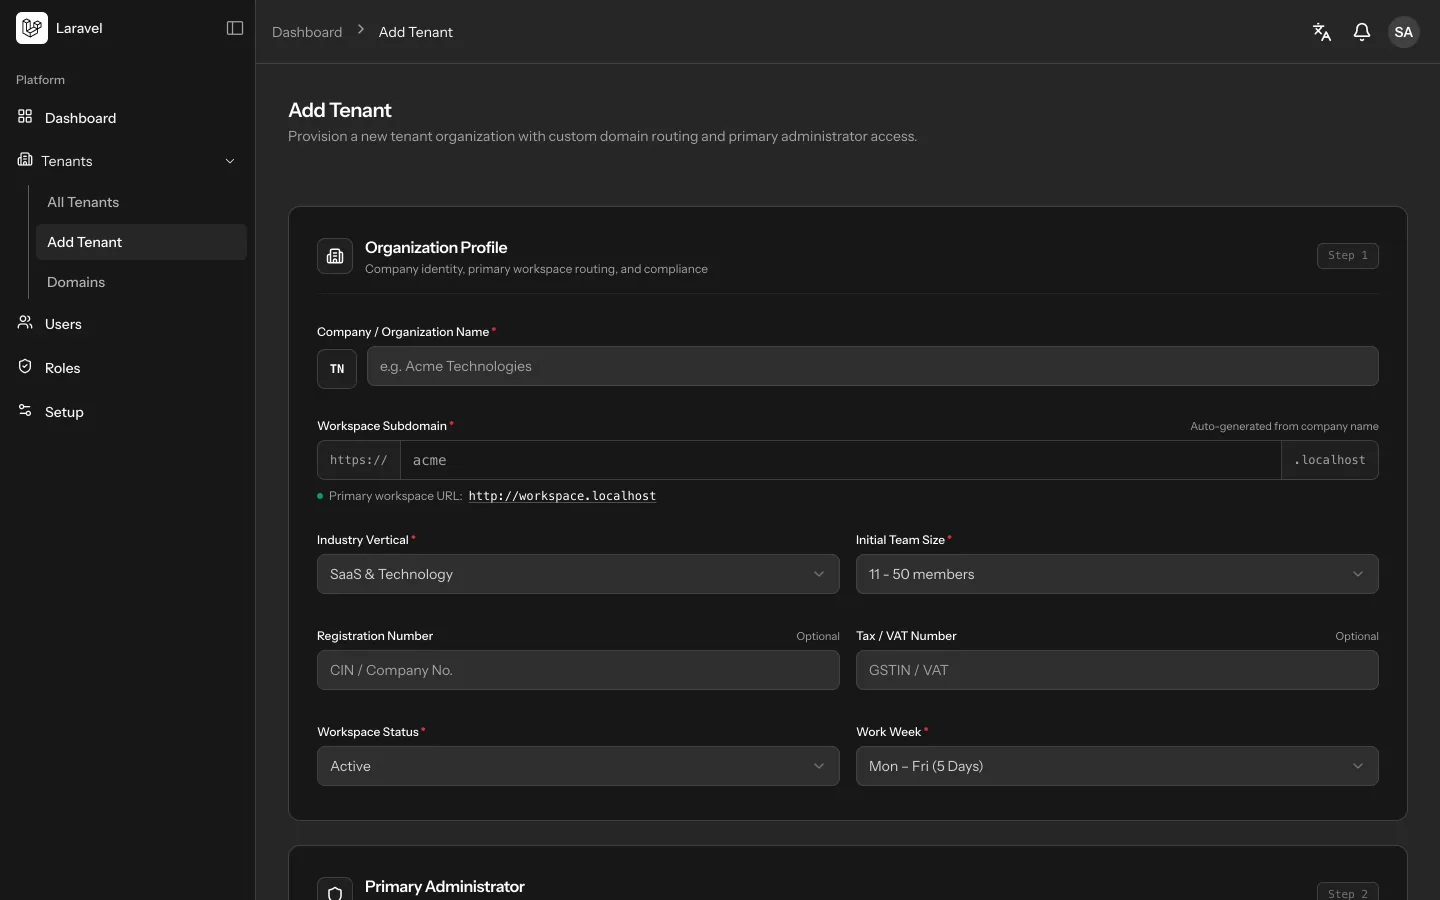 Laravel
Dashboard
Add Tenant
SA
Platform
Dashboard
Tenants
All Tenants
Add Tenant
Domains
Users
Roles
Setup
Add Tenant
Provision a new tenant organization with custom domain routing and primary administrator access.
Organization Profile
Company identity, primary workspace routing, and compliance
Step 1
Company / Organization Name *
TN
e.g. Acme Technologies
Workspace Subdomain *
Auto-generated from company name
https://
acme
.localhost
Primary workspace URL: http://workspace.localhost
Industry Vertical *
Initial Team Size *
SaaS & Technology
11 - 50 members
Registration Number
Optional
Tax / VAT Number
Optional
CIN / Company No.
GSTIN / VAT
Workspace Status *
Work Week *
Active
Mon – Fri (5 Days)
Primary Administrator
Step 2